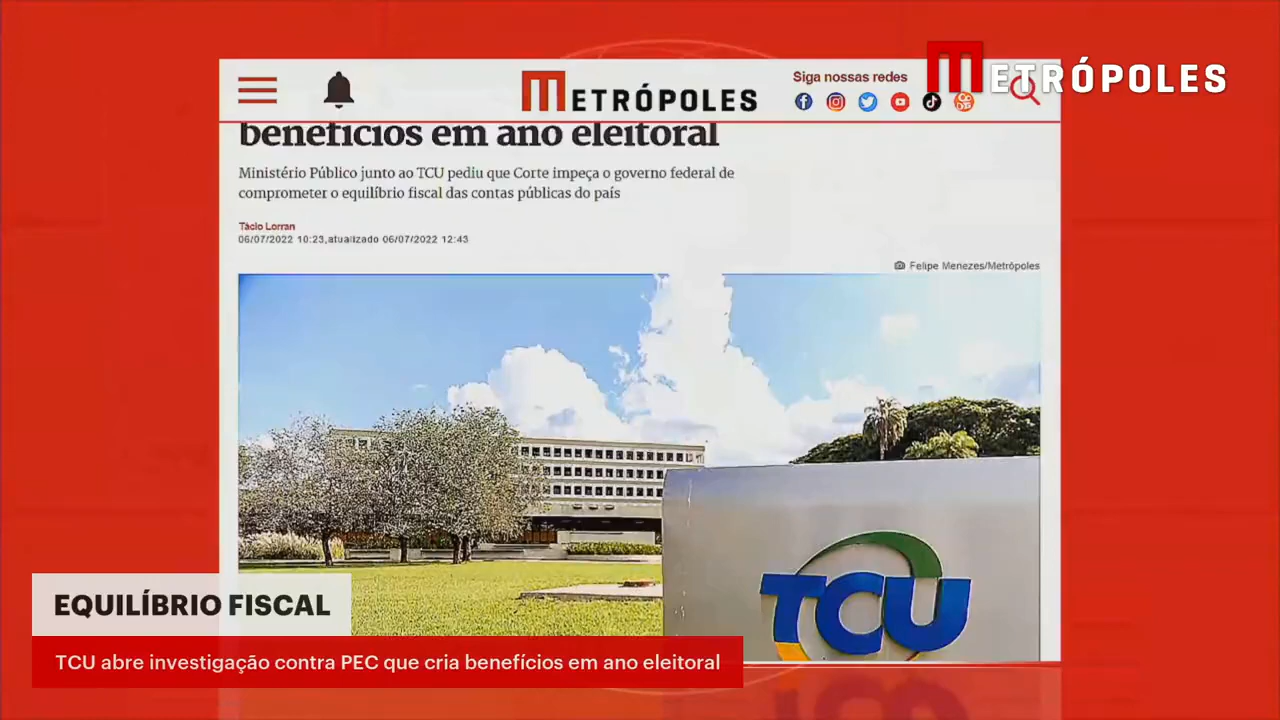 METRÓPOLES
Siga nossas redes
METRÓPOLES
benefícios em ano eleitoral
Ministério Público junto ao TCU pediu que Corte impeça o governo federal de
comprometer o equilíbrio fiscal das contas públicas do país
Tácio Lorran
06/07/2022 10:23,atualizado 06/07/2022 12:43
Felipe Menezes/Metrópoles
TCU
EQUILÍBRIO FISCAL
TCU abre investigação contra PEC que cria benefícios em ano eleitoral